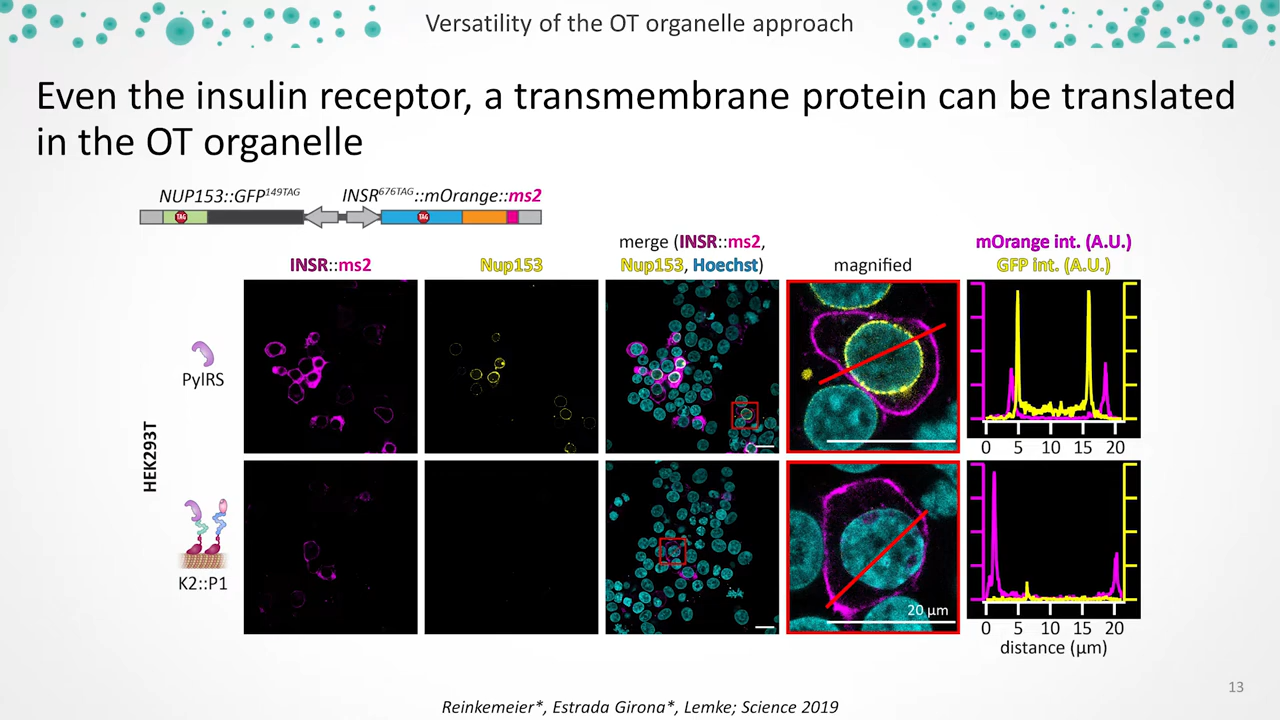 Versatility of the OT organelle approach
Even the insulin receptor, a transmembrane protein can be translated
in the OT organelle
NUP153::GFP149TAG INSR676TAG::mOrange::ms2
TAG TAG
merge (INSR::ms2, mOrange int. (A.U.)
INSR::ms2 Nup153 Nup153, Hoechst) magnified GFP int. (A.U.)
PylRS
0 5 10 15 20
HEK293T
K2::P1
20 µm
0 5 10 15 20
distance (µm)
13
Reinkemeier*, Estrada Girona*, Lemke; Science 2019